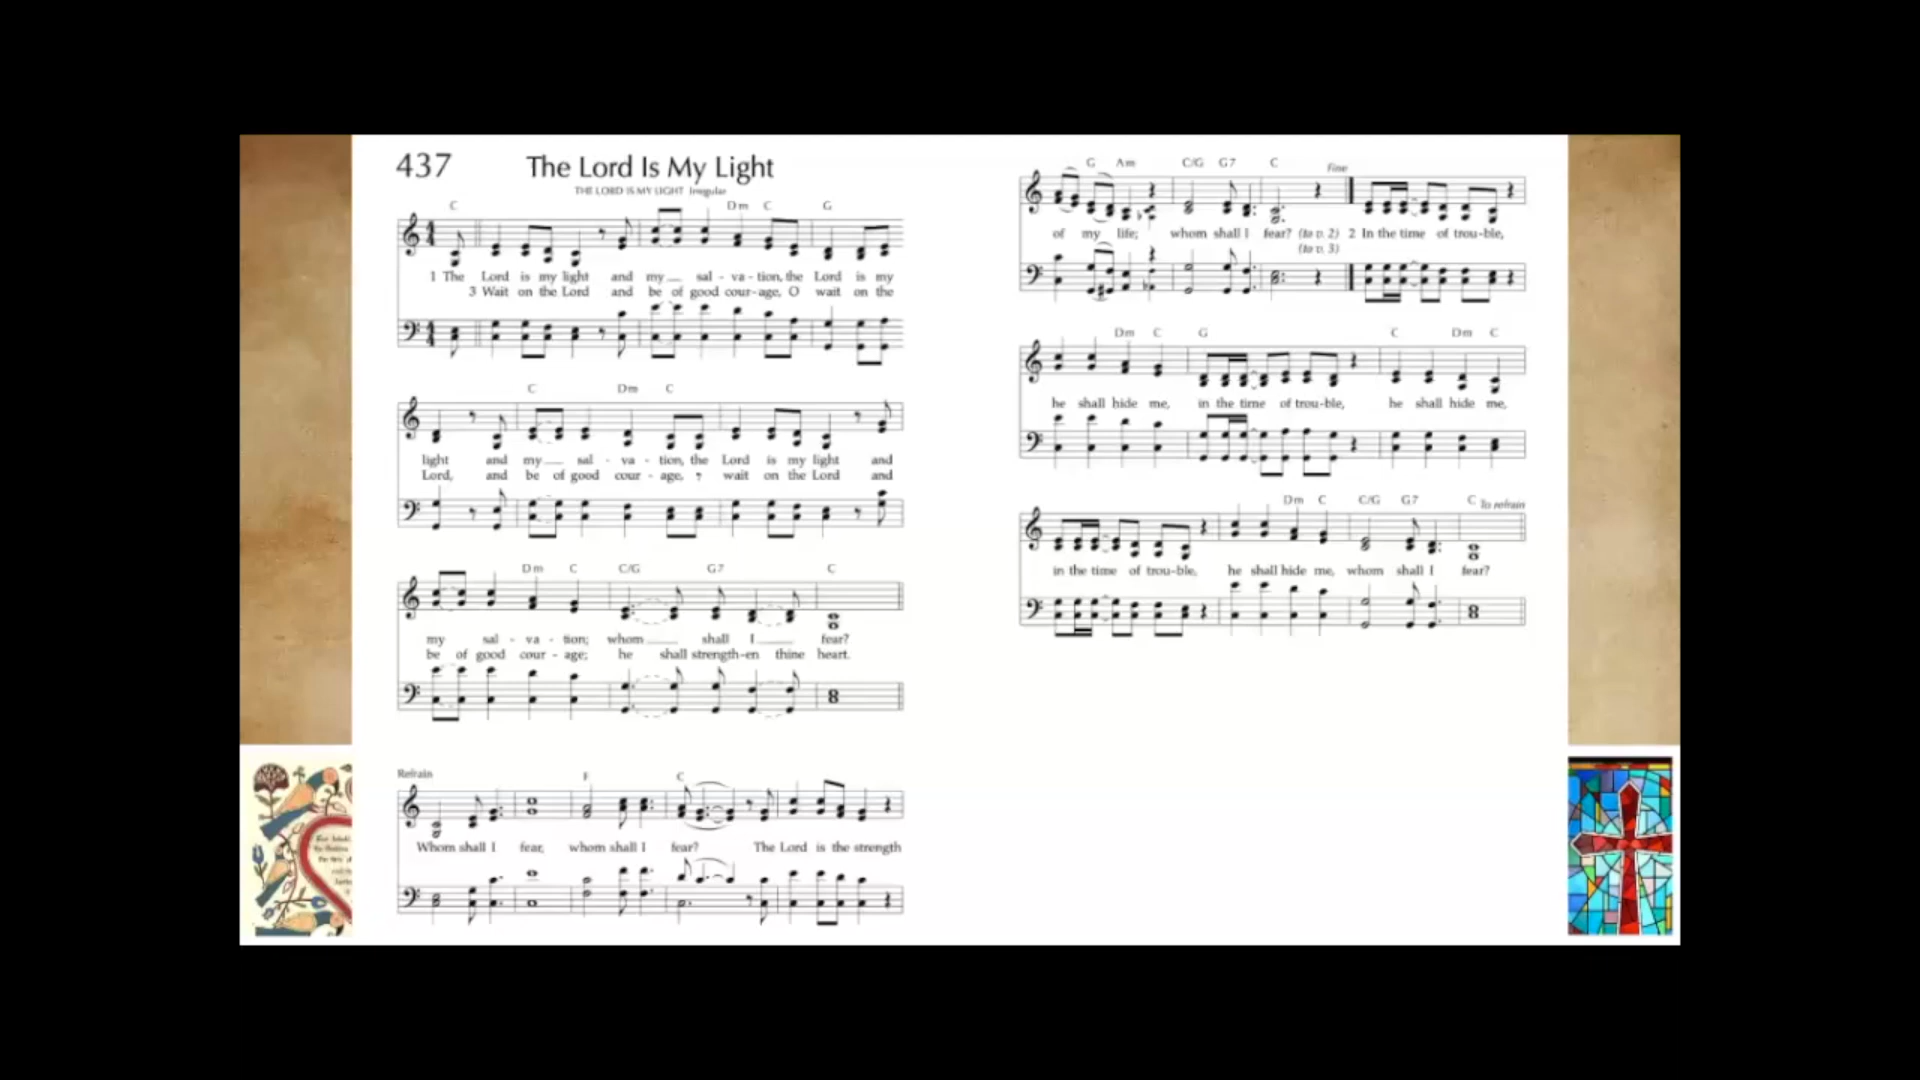 437 The Lord Is My Light
THE LORD IS MY LIGHT Irregular
C Dm C G
1 The Lord is my light and my sal - va - tion, the Lord is my
3 Wait on the Lord and be of good cour - age, O wait on the
C Dm C
light and my sal - va - tion, the Lord is my light and
Lord, and be of good cour - age, wait on the Lord and
Dm C C/G G7 C
my sal - va - tion; whom shall I fear?
be of good cour - age; he shall strength-en thine heart.
Refrain F C
Whom shall I fear, whom shall I fear? The Lord is the strength
G Am C/G G7 C Fine
of my life; whom shall I fear? (to v. 2) 2 In the time of trou-ble,
(to v. 3)
Dm C G C Dm C
he shall hide me, in the time of trou-ble, he shall hide me,
Dm C C/G G7 C To refrain
in the time of trou-ble, he shall hide me, whom shall I fear?